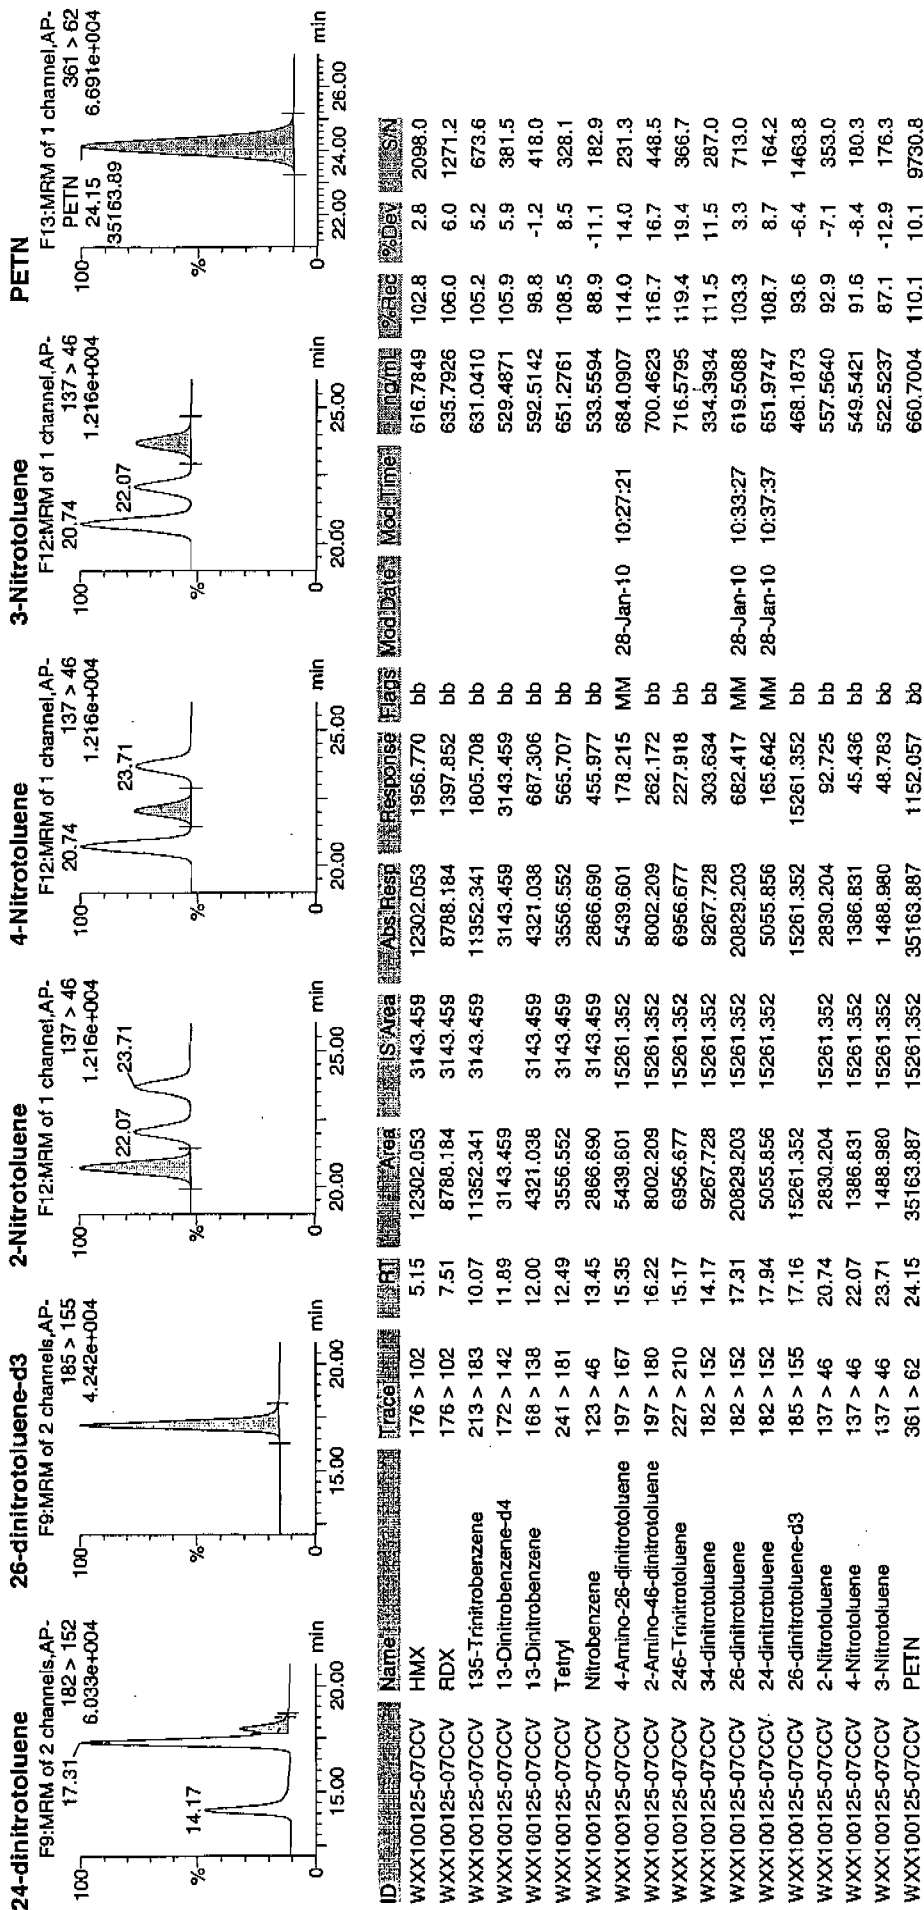 24-dinitrotoluene
F9:MRM of 2 channels,AP-
182 > 152
6.033e+004
17.31
14.17
100
%
0
15.00 20.00
26-dinitrotoluene-d3
F9:MRM of 2 channels,AP-
185 > 155
4.242e+004
100
%
0
15.00 20.00 min
2-Nitrotoluene
F12:MRM of 1 channel,AP-
137 > 46
1.216e+004
22.07 23.71
100
%
0
20.00 25.00 min
4-Nitrotoluene
F12:MRM of 1 channel,AP-
20.74 137 > 46
1.216e+004
23.71
100
%
0
20.00 25.00 min
3-Nitrotoluene
F12:MRM of 1 channel,AP-
20.74 137 > 46
1.216e+004
22.07
100
%
0
20.00 25.00 min
PETN
F13:MRM of 1 channel,AP-
PETN 361 > 62
24.15 6.691e+004
35163.89
100
%
0
22.00 24.00 26.00 min
ID Name Trace RT Area IS Area Abs.Resp Response Flags Mod.Date Mod.Time ng/mL %Rec %Dev S/N
WXX100125-07CCV HMX 176 > 102 5.15 12302.053 3143.459 12302.053 1956.770 bb 616.7849 102.8 2.8 2098.0
WXX100125-07CCV RDX 176 > 102 7.51 8788.184 3143.459 8788.184 1397.852 bb 635.7926 106.0 6.0 1271.2
WXX100125-07CCV 135-Trinitrobenzene 213 > 183 10.07 11352.341 3143.459 11352.341 1805.708 bb 631.0410 105.2 5.2 673.6
WXX100125-07CCV 13-Dinitrobenzene-d4 172 > 142 11.89 3143.459 3143.459 3143.459 bb 529.4871 105.9 5.9 381.5
WXX100125-07CCV 13-Dinitrobenzene 168 > 138 12.00 4321.038 3143.459 4321.038 687.306 bb 592.5142 98.8 -1.2 418.0
WXX100125-07CCV Tetryl 241 > 181 12.49 3556.552 3143.459 3556.552 565.707 bb 651.2761 108.5 8.5 328.1
WXX100125-07CCV Nitrobenzene 123 > 46 13.45 2866.690 3143.459 2866.690 455.977 bb 533.5594 88.9 -11.1 182.9
WXX100125-07CCV 4-Amino-26-dinitrotoluene 197 > 167 15.35 5439.601 15261.352 5439.601 178.215 MM 28-Jan-10 10:27:21 684.0907 114.0 14.0 231.3
WXX100125-07CCV 2-Amino-46-dinitrotoluene 197 > 180 16.22 8002.209 15261.352 8002.209 262.172 bb 700.4623 116.7 16.7 448.5
WXX100125-07CCV 246-Trinitrotoluene 227 > 210 15.17 6956.677 15261.352 6956.677 227.918 bb 716.5795 119.4 19.4 366.7
WXX100125-07CCV 34-dinitrotoluene 182 > 152 14.17 9267.728 15261.352 9267.728 303.634 bb 334.3934 111.5 11.5 287.0
WXX100125-07CCV 26-dinitrotoluene 182 > 152 17.31 20829.203 15261.352 20829.203 682.417 MM 28-Jan-10 10:33:27 619.5088 103.3 3.3 713.0
WXX100125-07CCV 24-dinitrotoluene 182 > 152 17.94 5055.856 15261.352 5055.856 165.642 MM 28-Jan-10 10:37:37 651.9747 108.7 8.7 164.2
WXX100125-07CCV 26-dinitrotoluene-d3 185 > 155 17.16 15261.352 15261.352 15261.352 bb 468.1873 93.6 -6.4 1463.8
WXX100125-07CCV 2-Nitrotoluene 137 > 46 20.74 2830.204 15261.352 2830.204 92.725 bb 557.5640 92.9 -7.1 353.0
WXX100125-07CCV 4-Nitrotoluene 137 > 46 22.07 1386.831 15261.352 1386.831 45.436 bb 549.5421 91.6 -8.4 180.3
WXX100125-07CCV 3-Nitrotoluene 137 > 46 23.71 1488.980 15261.352 1488.980 48.783 bb 522.5237 87.1 -12.9 176.3
WXX100125-07CCV PETN 361 > 62 24.15 35163.887 15261.352 35163.887 1152.057 bb 660.7004 110.1 10.1 9730.8